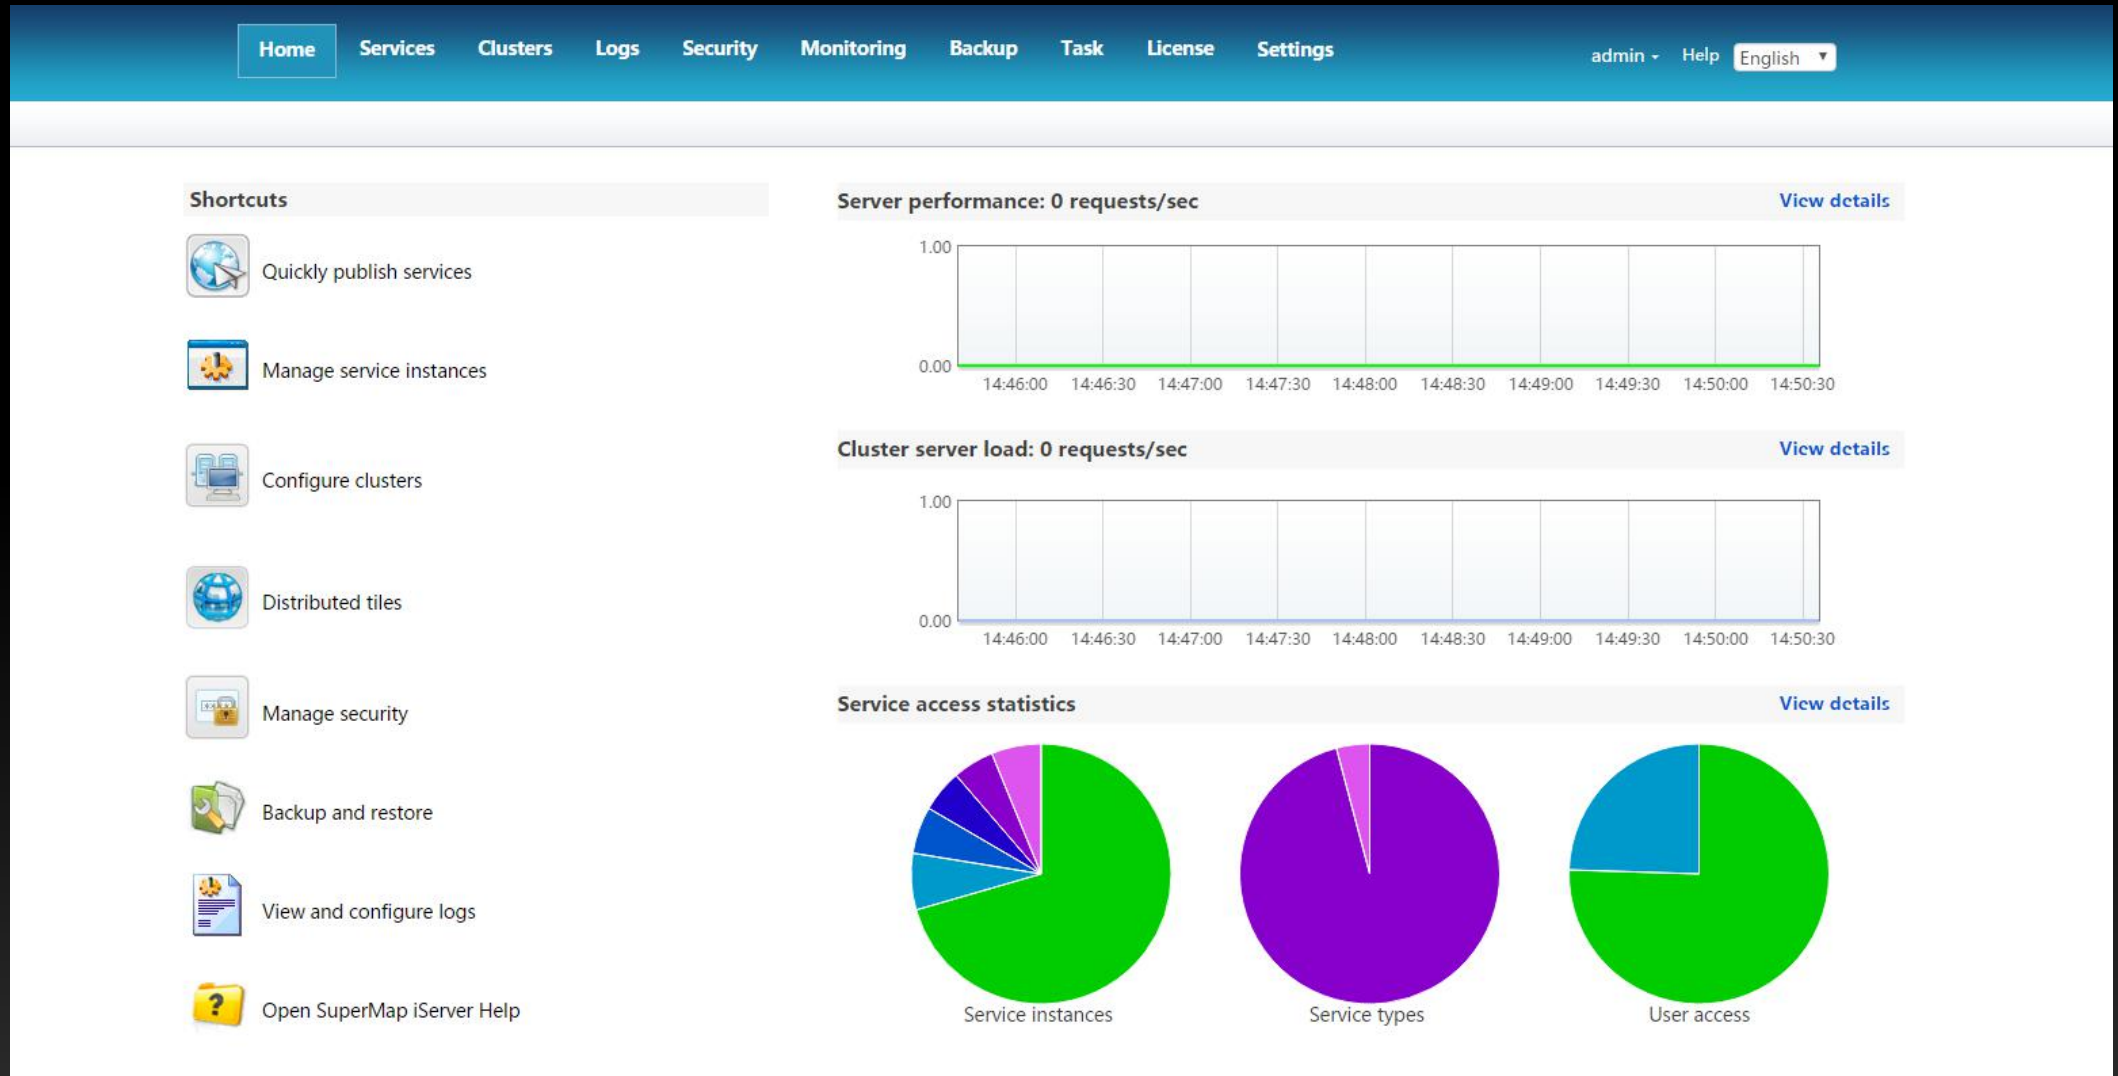 Home Services Clusters Logs Security Monitoring Backup Task License Settings admin Help English
Shortcuts
Quickly publish services
Manage service instances
Configure clusters
Distributed tiles
Manage security
Backup and restore
View and configure logs
Open SuperMap iServer Help
Server performance: 0 requests/sec View details
1.00
0.00
14:46:00 14:46:30 14:47:00 14:47:30 14:48:00 14:48:30 14:49:00 14:49:30 14:50:00 14:50:30
Cluster server load: 0 requests/sec View details
1.00
0.00
14:46:00 14:46:30 14:47:00 14:47:30 14:48:00 14:48:30 14:49:00 14:49:30 14:50:00 14:50:30
Service access statistics View details
Service instances Service types User access